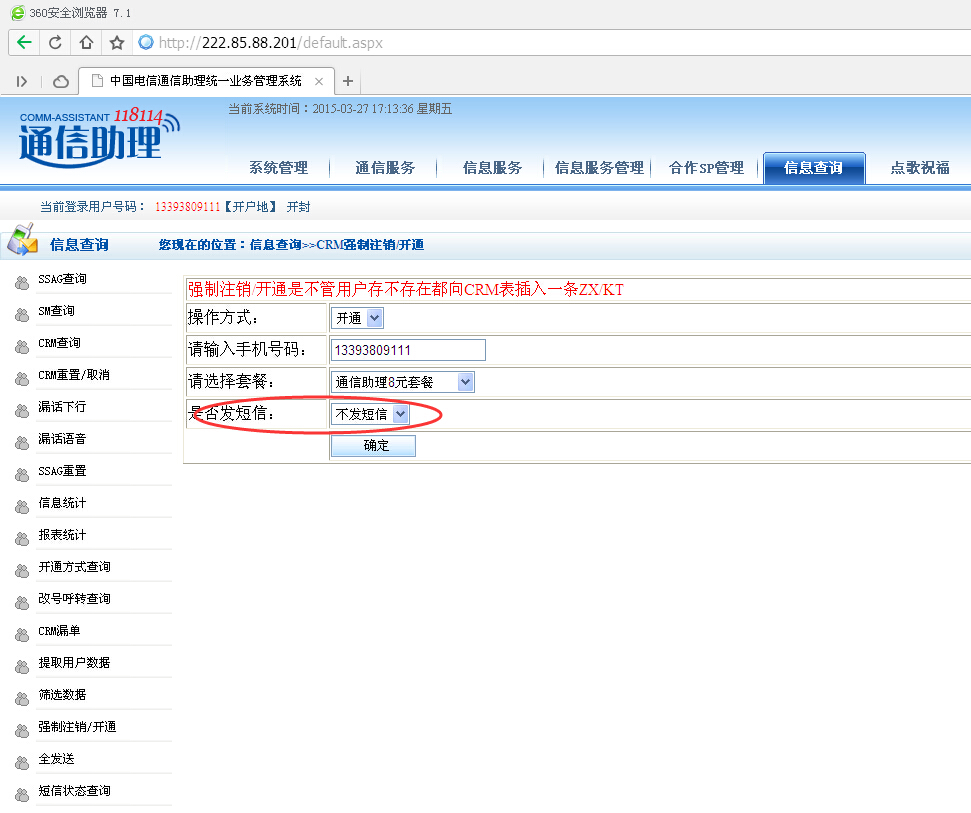 360安全浏览器 7.1
http://222.85.88.201/default.aspx
中国电信通信助理统一业务管理系统
COMM-ASSISTANT 118114
通信助理
当前系统时间：2015-03-27 17:13:36 星期五
系统管理 通信服务 信息服务 信息服务管理 合作SP管理 信息查询 点歌祝福
当前登录用户号码： 13393809111【开户地】 开封
信息查询
您现在的位置：信息查询>>CRM强制注销/开通
SSAG查询
SM查询
CRM查询
CRM重置/取消
漏话下行
漏话语音
SSAG重置
信息统计
报表统计
开通方式查询
改号呼转查询
CRM漏单
提取用户数据
筛选数据
强制注销/开通
全发送
短信状态查询
强制注销/开通是不管用户存不存在都向CRM表插入一条ZX/KT
操作方式： 开通
请输入手机号码： 13393809111
请选择套餐： 通信助理8元套餐
是否发短信： 不发短信
确定